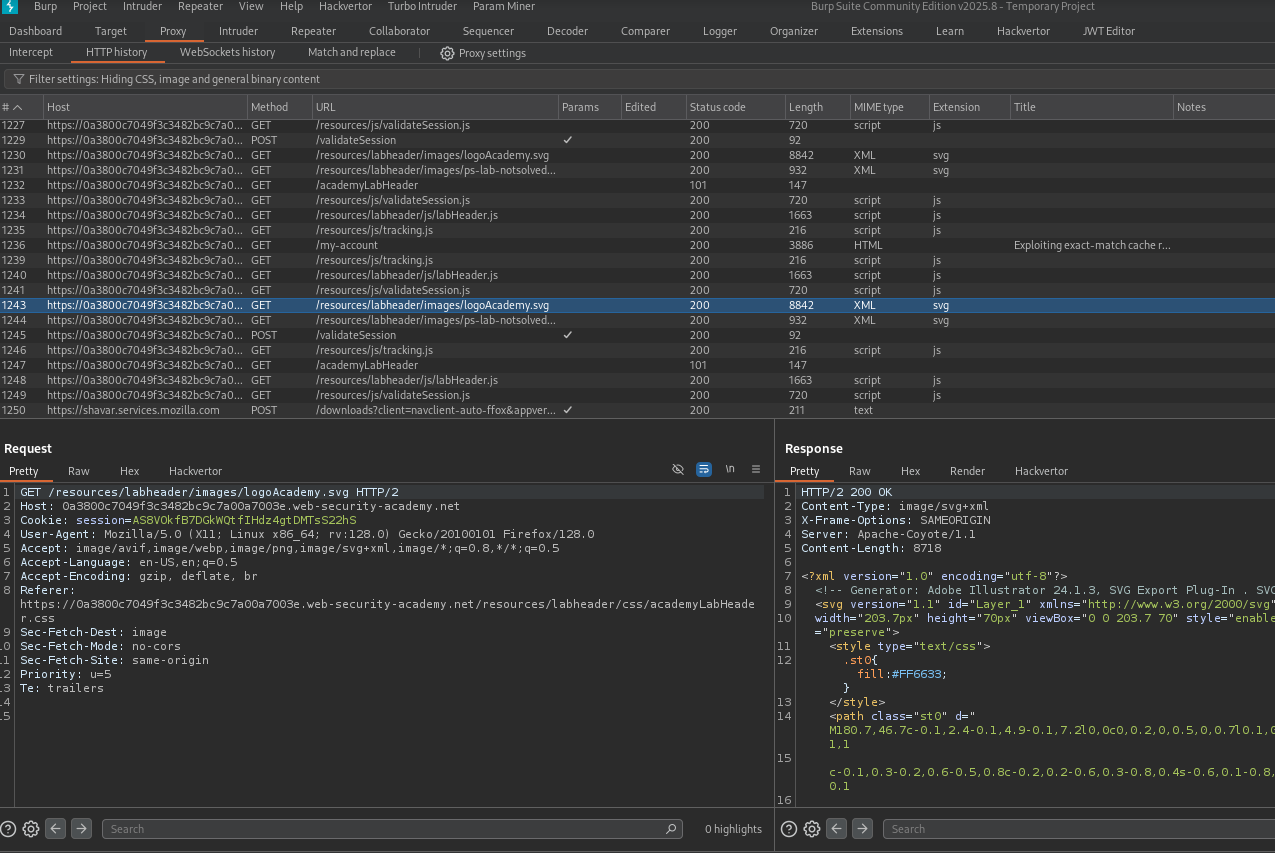 Burp Project Intruder Repeater View Help Hackvertor Turbo Intruder Param Miner Burp Suite Community Edition v2025.8 - Temporary Project
Dashboard Target Proxy Intruder Repeater Collaborator Sequencer Decoder Comparer Logger Organizer Extensions Learn Hackvertor JWT Editor
Intercept HTTP history WebSockets history Match and replace Proxy settings
Filter settings: Hiding CSS, image and general binary content
# Host Method URL Params Edited Status code Length MIME type Extension Title Notes
1227 https://0a3800c7049f3c3482bc9c7a0... GET /resources/js/validateSession.js 200 720 script js
1229 https://0a3800c7049f3c3482bc9c7a0... POST /validateSession ✓ 200 92
1230 https://0a3800c7049f3c3482bc9c7a0... GET /resources/labheader/images/logoAcademy.svg 200 8842 XML svg
1231 https://0a3800c7049f3c3482bc9c7a0... GET /resources/labheader/images/ps-lab-notsolved... 200 932 XML svg
1232 https://0a3800c7049f3c3482bc9c7a0... GET /academyLabHeader 101 147
1233 https://0a3800c7049f3c3482bc9c7a0... GET /resources/js/validateSession.js 200 720 script js
1234 https://0a3800c7049f3c3482bc9c7a0... GET /resources/labheader/js/labHeader.js 200 1663 script js
1235 https://0a3800c7049f3c3482bc9c7a0... GET /resources/js/tracking.js 200 216 script js
1236 https://0a3800c7049f3c3482bc9c7a0... GET /my-account 200 3886 HTML Exploiting exact-match cache r...
1239 https://0a3800c7049f3c3482bc9c7a0... GET /resources/js/tracking.js 200 216 script js
1240 https://0a3800c7049f3c3482bc9c7a0... GET /resources/labheader/js/labHeader.js 200 1663 script js
1241 https://0a3800c7049f3c3482bc9c7a0... GET /resources/js/validateSession.js 200 720 script js
1243 https://0a3800c7049f3c3482bc9c7a0... GET /resources/labheader/images/logoAcademy.svg 200 8842 XML svg
1244 https://0a3800c7049f3c3482bc9c7a0... GET /resources/labheader/images/ps-lab-notsolved... 200 932 XML svg
1245 https://0a3800c7049f3c3482bc9c7a0... POST /validateSession ✓ 200 92
1246 https://0a3800c7049f3c3482bc9c7a0... GET /resources/js/tracking.js 200 216 script js
1247 https://0a3800c7049f3c3482bc9c7a0... GET /academyLabHeader 101 147
1248 https://0a3800c7049f3c3482bc9c7a0... GET /resources/labheader/js/labHeader.js 200 1663 script js
1249 https://0a3800c7049f3c3482bc9c7a0... GET /resources/js/validateSession.js 200 720 script js
1250 https://shavar.services.mozilla.com POST /downloads?client=navclient-auto-ffox&appver... ✓ 200 211 text
Request
Pretty Raw Hex Hackvertor \n
1 GET /resources/labheader/images/logoAcademy.svg HTTP/2
2 Host: 0a3800c7049f3c3482bc9c7a00a7003e.web-security-academy.net
3 Cookie: session=AS8VOkfB7DGkWQtfIHdz4gtDMTsS22hS
4 User-Agent: Mozilla/5.0 (X11; Linux x86_64; rv:128.0) Gecko/20100101 Firefox/128.0
5 Accept: image/avif,image/webp,image/png,image/svg+xml,image/*;q=0.8,*/*;q=0.5
6 Accept-Language: en-US,en;q=0.5
7 Accept-Encoding: gzip, deflate, br
8 Referer:
https://0a3800c7049f3c3482bc9c7a00a7003e.web-security-academy.net/resources/labheader/css/academyLabHeade
r.css
9 Sec-Fetch-Dest: image
0 Sec-Fetch-Mode: no-cors
1 Sec-Fetch-Site: same-origin
2 Priority: u=5
3 Te: trailers
4
5
Search 0 highlights
Response
Pretty Raw Hex Render Hackvertor
1 HTTP/2 200 OK
2 Content-Type: image/svg+xml
3 X-Frame-Options: SAMEORIGIN
4 Server: Apache-Coyote/1.1
5 Content-Length: 8718
6
7 <?xml version="1.0" encoding="utf-8"?>
8 <!-- Generator: Adobe Illustrator 24.1.3, SVG Export Plug-In . SV
9 <svg version="1.1" id="Layer_1" xmlns="http://www.w3.org/2000/svg"
10 width="203.7px" height="70px" viewBox="0 0 203.7 70" style="enable
="preserve">
11 <style type="text/css">
12 .st0{
fill:#FF6633;
}
13 </style>
14 <path class="st0" d="
M180.7,46.7c-0.1,2.4-0.1,4.9-0.1,7.2l0,0c0,0.2,0,0.5,0,0.7l0.1,
1,1
15
c-0.1,0.3-0.2,0.6-0.5,0.8c-0.2,0.2-0.6,0.3-0.8,0.4s-0.6,0.1-0.8,
0.1
16
Search